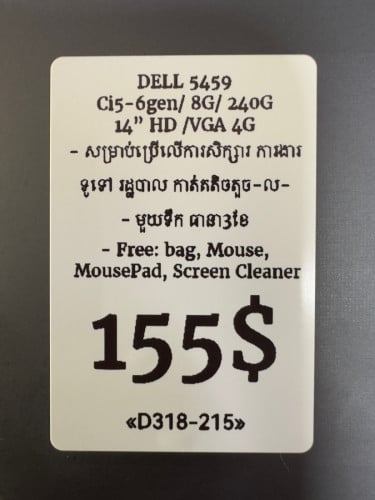 DELL 5459
Ci5-6gen/ 8G/ 240G
14” HD /VGA 4G
- សម្រាប់ប្រើលើការសិក្សារ ការងារ
ទូទៅ រដ្ឋបាល កាត់តតិចតួច-ល-
- មួយទឹក ធានា3ខែ
- Free: bag, Mouse,
MousePad, Screen Cleaner
155$
«D318-215»